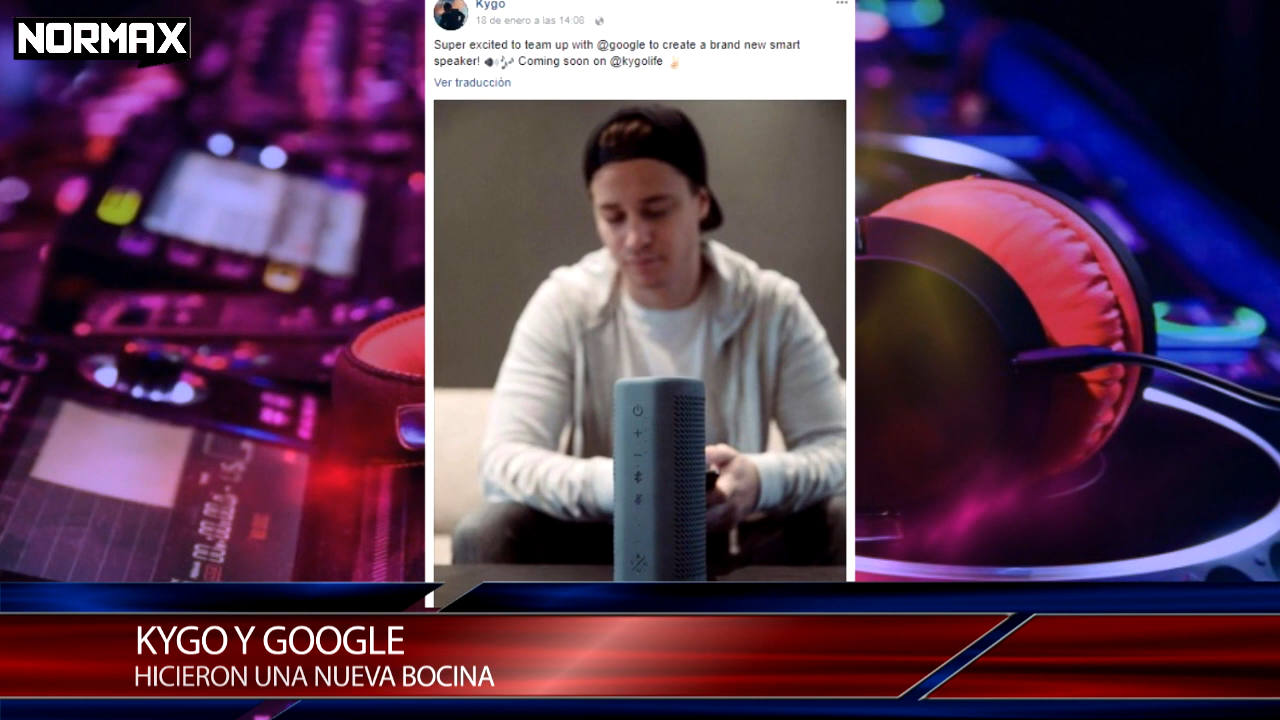 NORMAX
Kygo
18 de enero a las 14:08
Super excited to team up with @google to create a brand new smart
speaker! Coming soon on @kygolife
Ver traducción
KYGO Y GOOGLE
HICIERON UNA NUEVA BOCINA